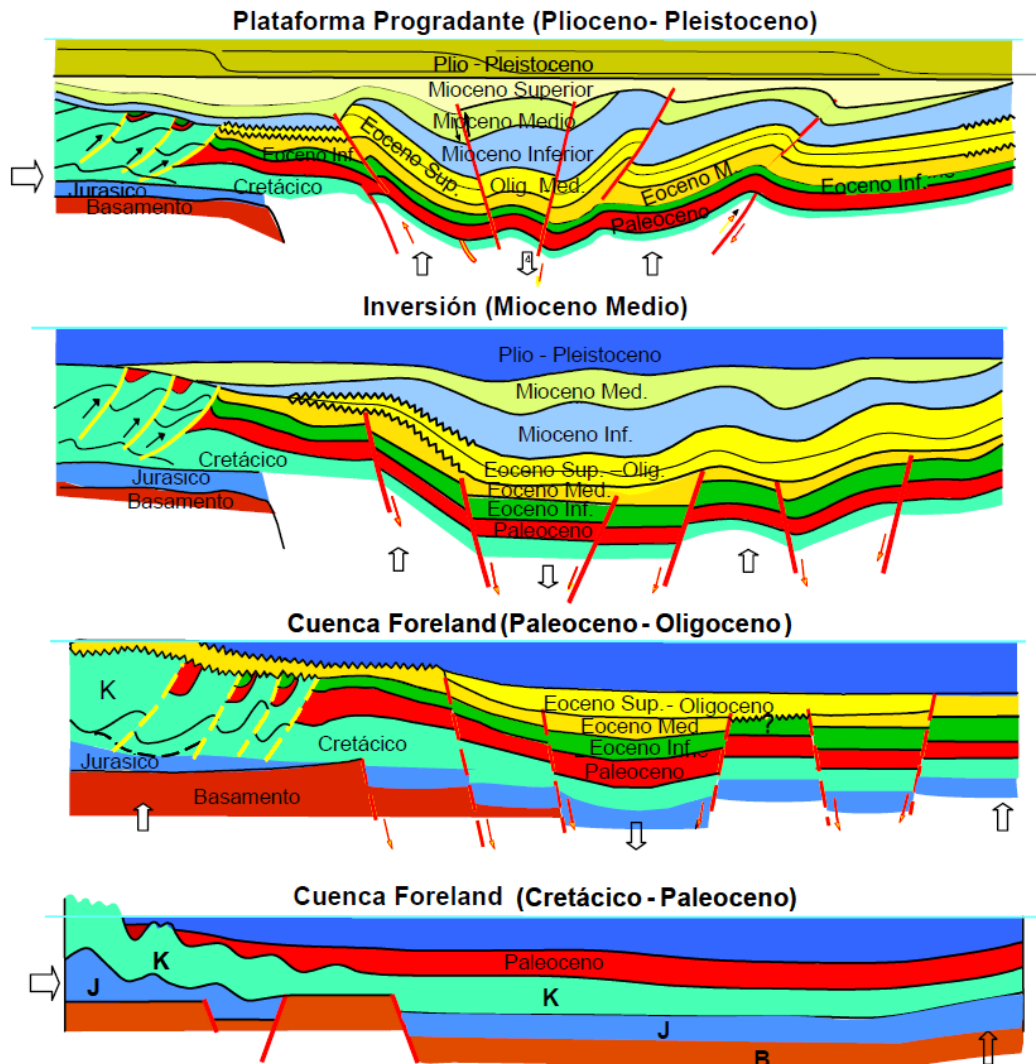 Plataforma Progradante (Plioceno- Pleistoceno)
Plio - Pleistoceno
Mioceno Superior
Mioceno Medio
Mioceno Inferior
Eoceno Sup.
Eoceno Inf.
Olig. Med.
Eoceno M.
Eoceno Inf.
Paleoceno
Cretácico
Jurasico
Basamento
Inversión (Mioceno Medio)
Plio - Pleistoceno
Mioceno Med.
Mioceno Inf.
Eoceno Sup. –Olig.
Eoceno Med.
Eoceno Inf.
Paleoceno
Cretácico
Jurasico
Basamento
Cuenca Foreland (Paleoceno - Oligoceno)
K
Eoceno Sup. - Oligoceno
Eoceno Med
?
Eoceno Inf.
Paleoceno
Cretácico
Jurasico
Basamento
Cuenca Foreland (Cretácico - Paleoceno)
K
Paleoceno
J
K
J
B